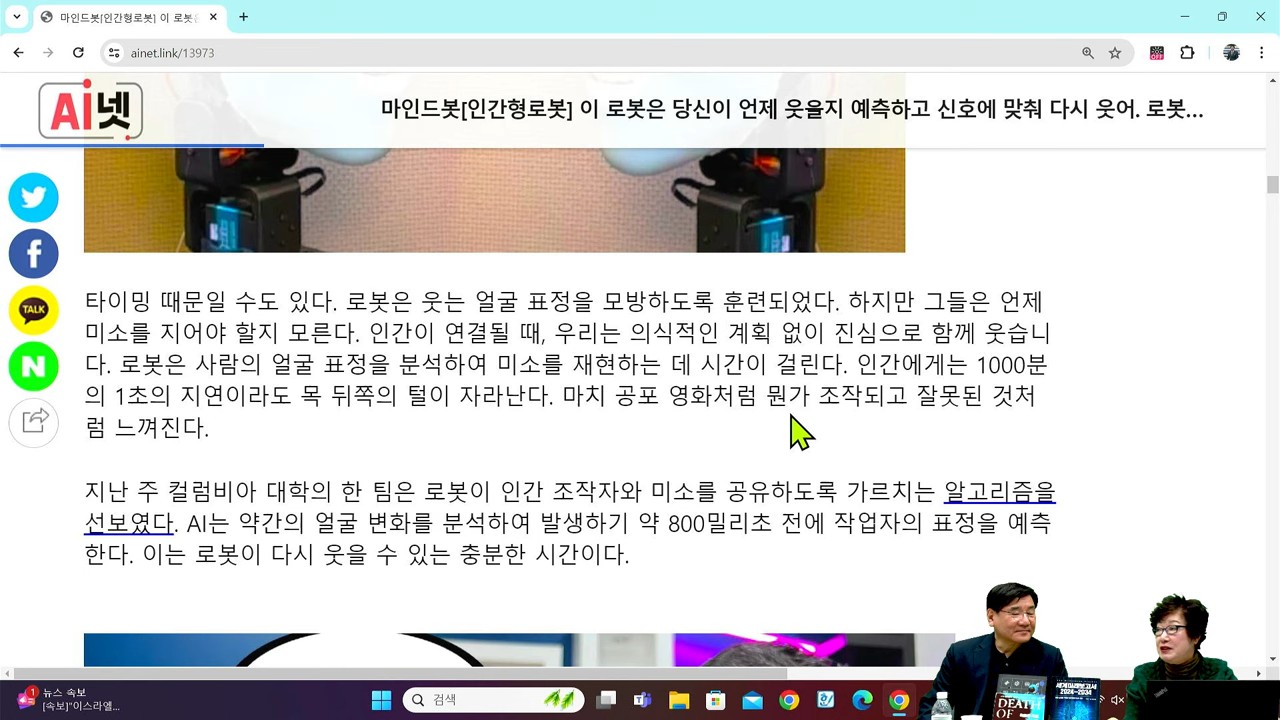 마인드봇[인간형로봇] 이 로봇은
ainet.link/13973
OFF
Ai넷
마인드봇[인간형로봇] 이 로봇은 당신이 언제 웃을지 예측하고 신호에 맞춰 다시 웃어. 로봇...
TALK
N
타이밍 때문일 수도 있다. 로봇은 웃는 얼굴 표정을 모방하도록 훈련되었다. 하지만 그들은 언제
미소를 지어야 할지 모른다. 인간이 연결될 때, 우리는 의식적인 계획 없이 진심으로 함께 웃습니
다. 로봇은 사람의 얼굴 표정을 분석하여 미소를 재현하는 데 시간이 걸린다. 인간에게는 1000분
의 1초의 지연이라도 목 뒤쪽의 털이 자라난다. 마치 공포 영화처럼 뭔가 조작되고 잘못된 것처
럼 느껴진다.
지난 주 컬럼비아 대학의 한 팀은 로봇이 인간 조작자와 미소를 공유하도록 가르치는 알고리즘을
선보였다. AI는 약간의 얼굴 변화를 분석하여 발생하기 약 800밀리초 전에 작업자의 표정을 예측
한다. 이는 로봇이 다시 웃을 수 있는 충분한 시간이다.
1
뉴스 속보
[속보]"이스라엘...
검색
DEATH
OF
세계미래보고서
2024-2034